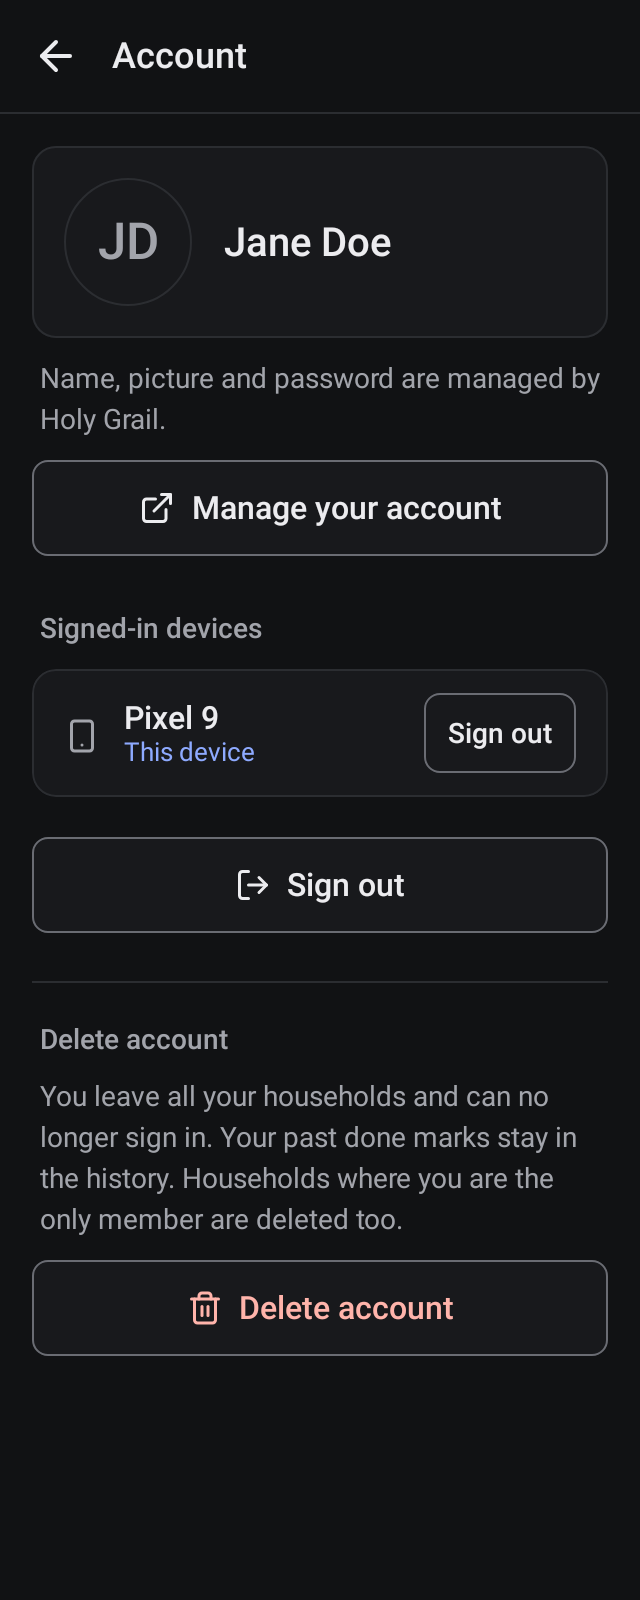 Account
JD
Jane Doe
Name, picture and password are managed by
Holy Grail.
Manage your account
Signed-in devices
Pixel 9
This device
Sign out
Sign out
Delete account
You leave all your households and can no
longer sign in. Your past done marks stay in
the history. Households where you are the
only member are deleted too.
Delete account